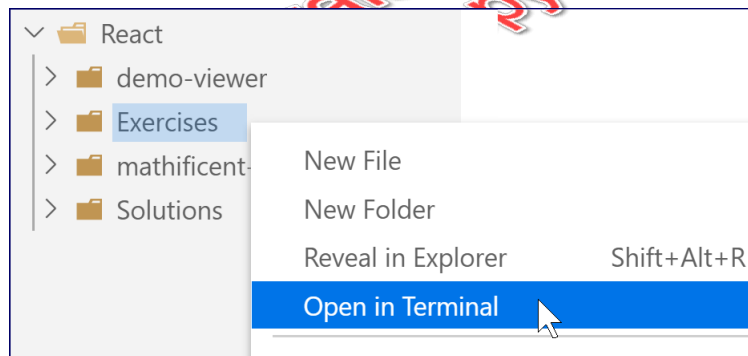 React
demo-viewer
Exercises
mathificent-
Solutions
New File
New Folder
Reveal in Explorer Shift+Alt+R
Open in Terminal